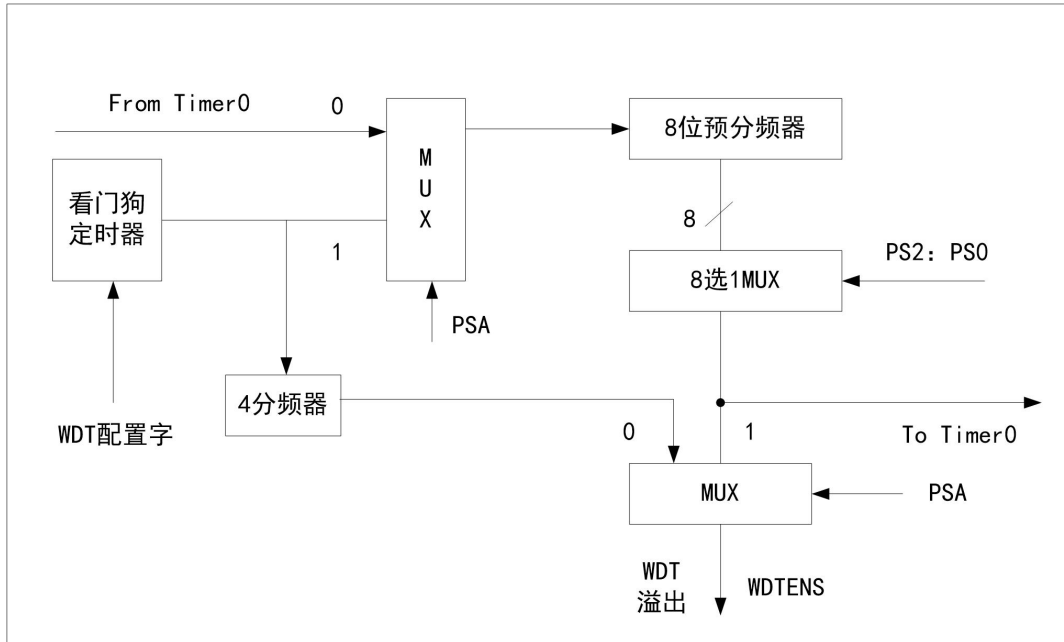 From Timer0
0
MUX
8位预分频器
看门狗
定时器
1
8
PS2：PS0
8选1MUX
PSA
4分频器
WDT配置字
0
1
To Timer0
MUX
PSA
WDT
溢出
WDTENS